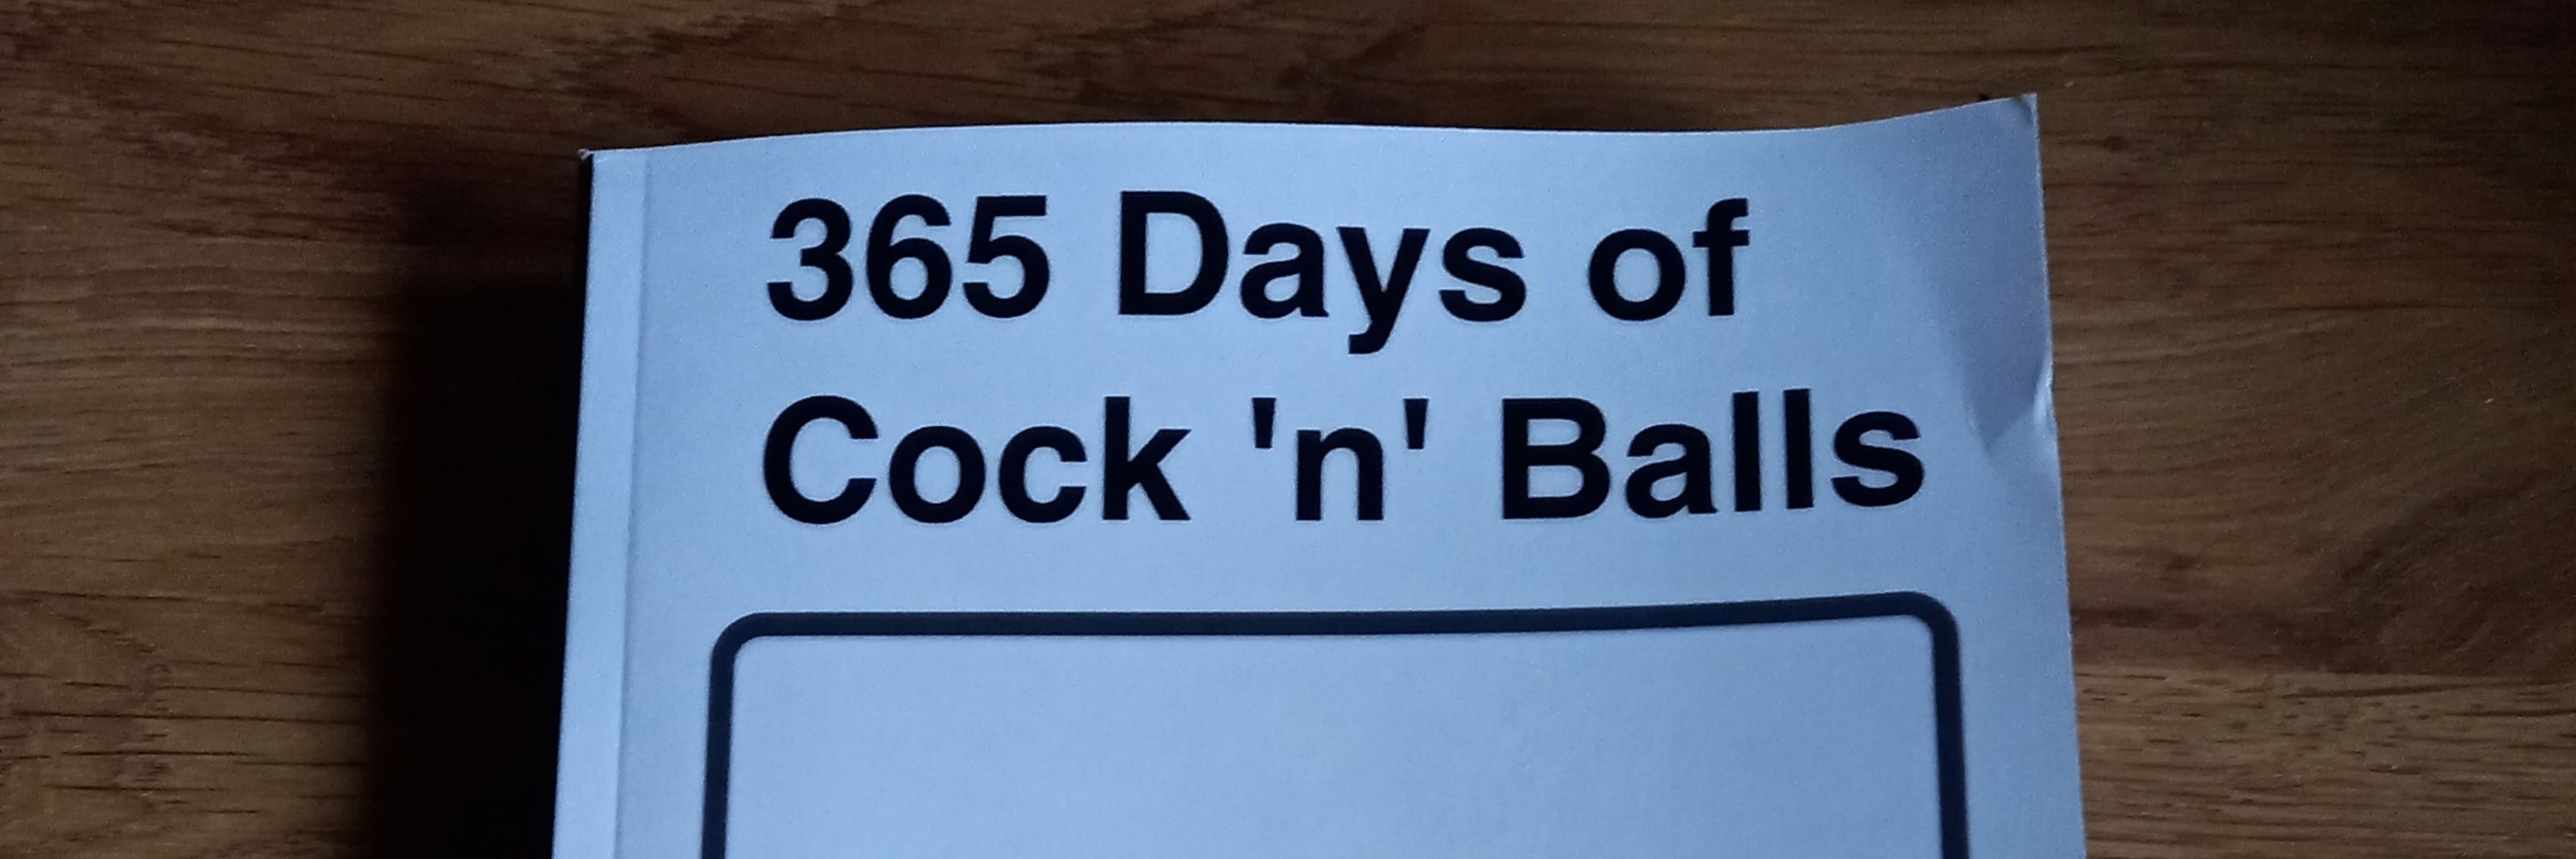 365 Days of
Cock 'n' Balls